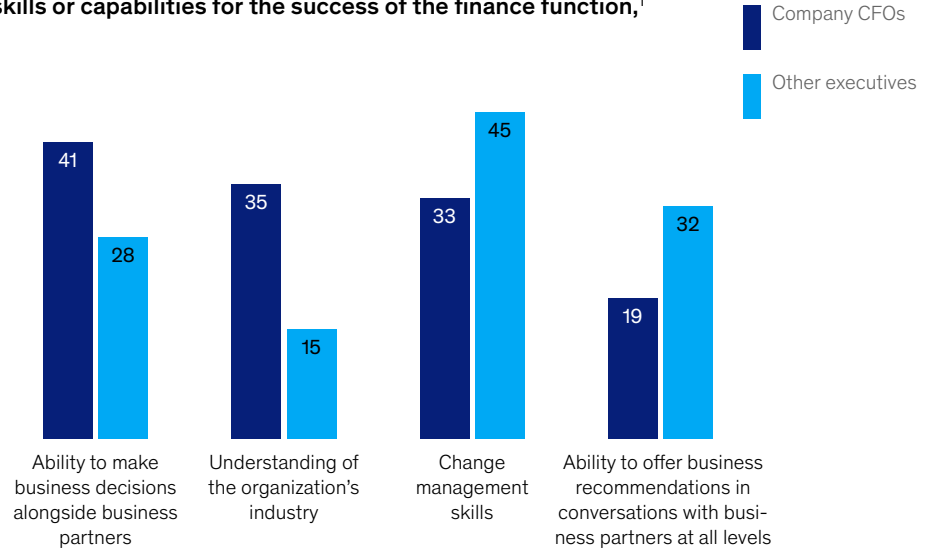 skills or capabilities for the success of the finance function,¹
Company CFOs
Other executives
41
28
35
15
33
45
19
32
Ability to make
business decisions
alongside business
partners
Understanding of
the organization’s
industry
Change
management
skills
Ability to offer business
recommendations in
conversations with busi-
ness partners at all levels